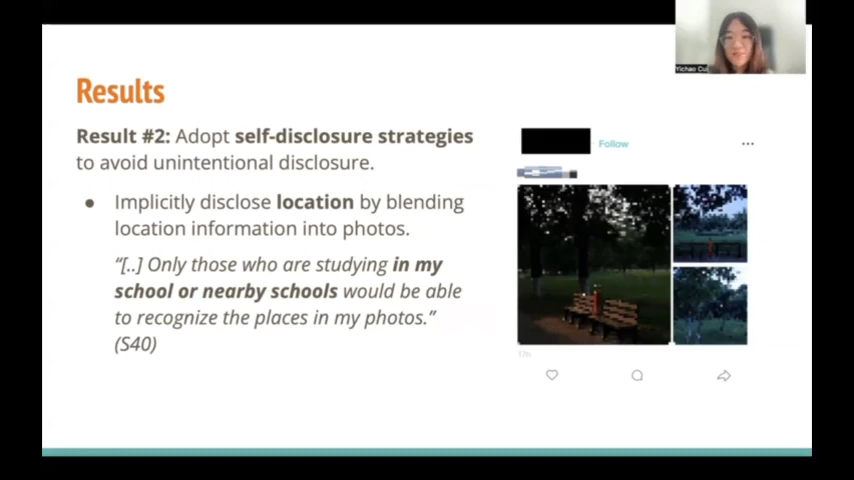 Yichao Cui
Results
Result #2: Adopt self-disclosure strategies
to avoid unintentional disclosure.
Follow
● Implicitly disclose location by blending
location information into photos.
“[..] Only those who are studying in my
school or nearby schools would be able
to recognize the places in my photos.”
(S40)
17h